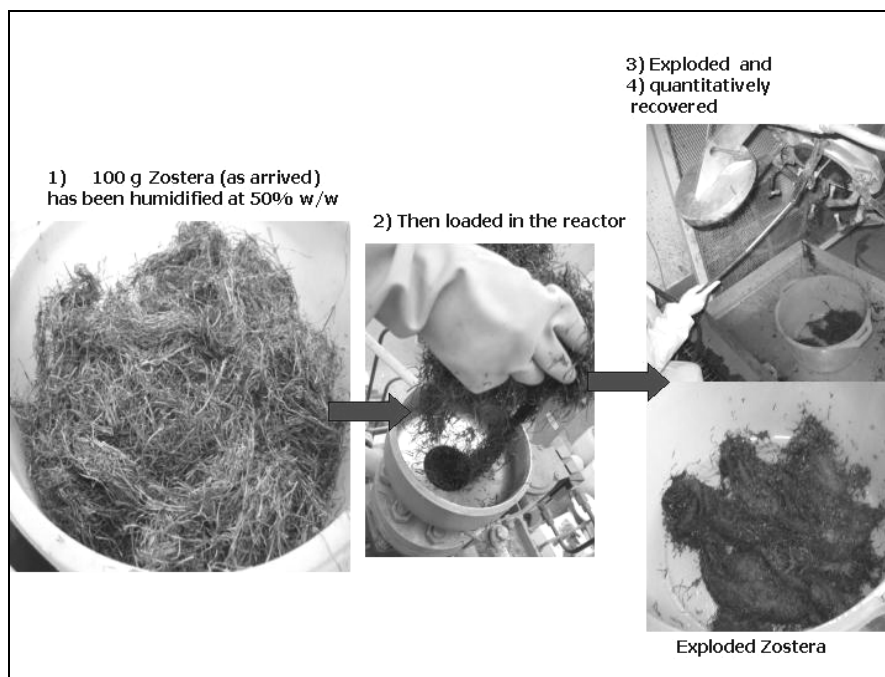 1) 100 g Zostera (as arrived)
has been humidified at 50% w/w
2) Then loaded in the reactor
3) Exploded and
4) quantitatively
recovered
Exploded Zostera